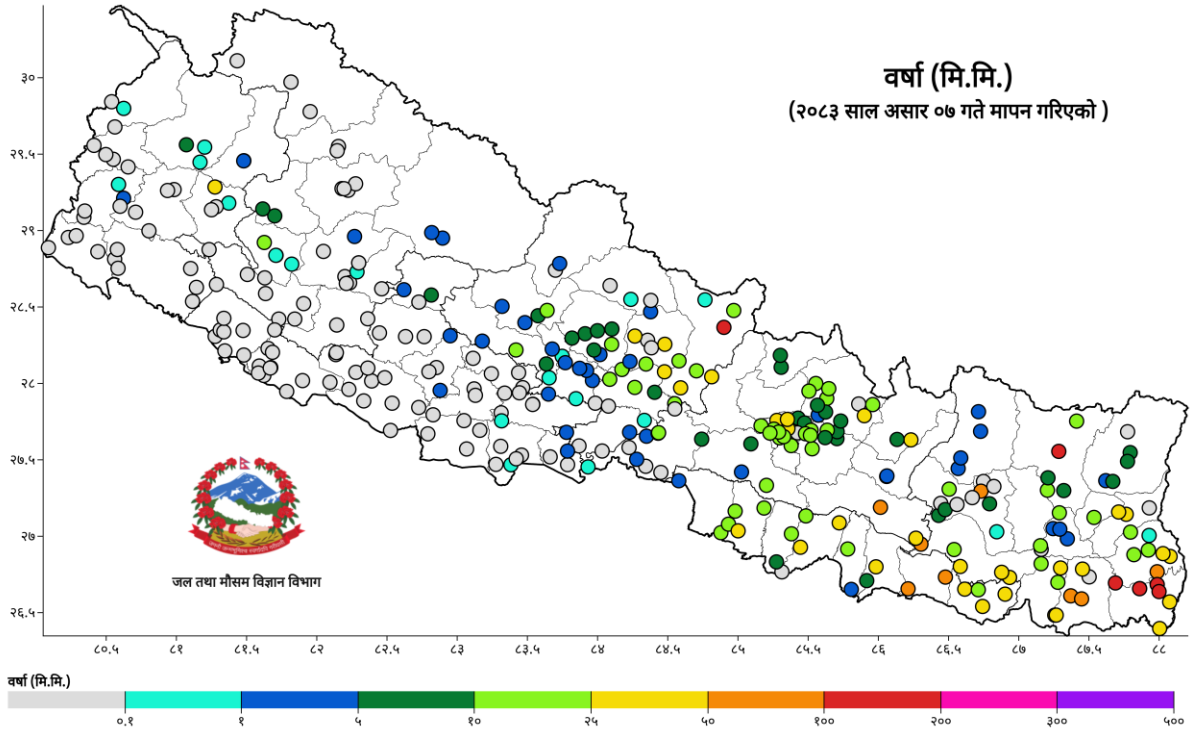 वर्षा (मि.मि.)
(२०८३ साल असार ०७ गते मापन गरिएको )
३०
२९.५
२९
२८.५
२८
२७.५
२७
२६.५
जल तथा मौसम विज्ञान विभाग
८०.५ ८१ ८१.५ ८२ ८२.५ ८३ ८३.५ ८४ ८४.५ ८५ ८५.५ ८६ ८६.५ ८७ ८७.५ ८८
वर्षा (मि.मि.)
०.१ १ ५ १० २५ ५० १०० २०० ३०० ५००